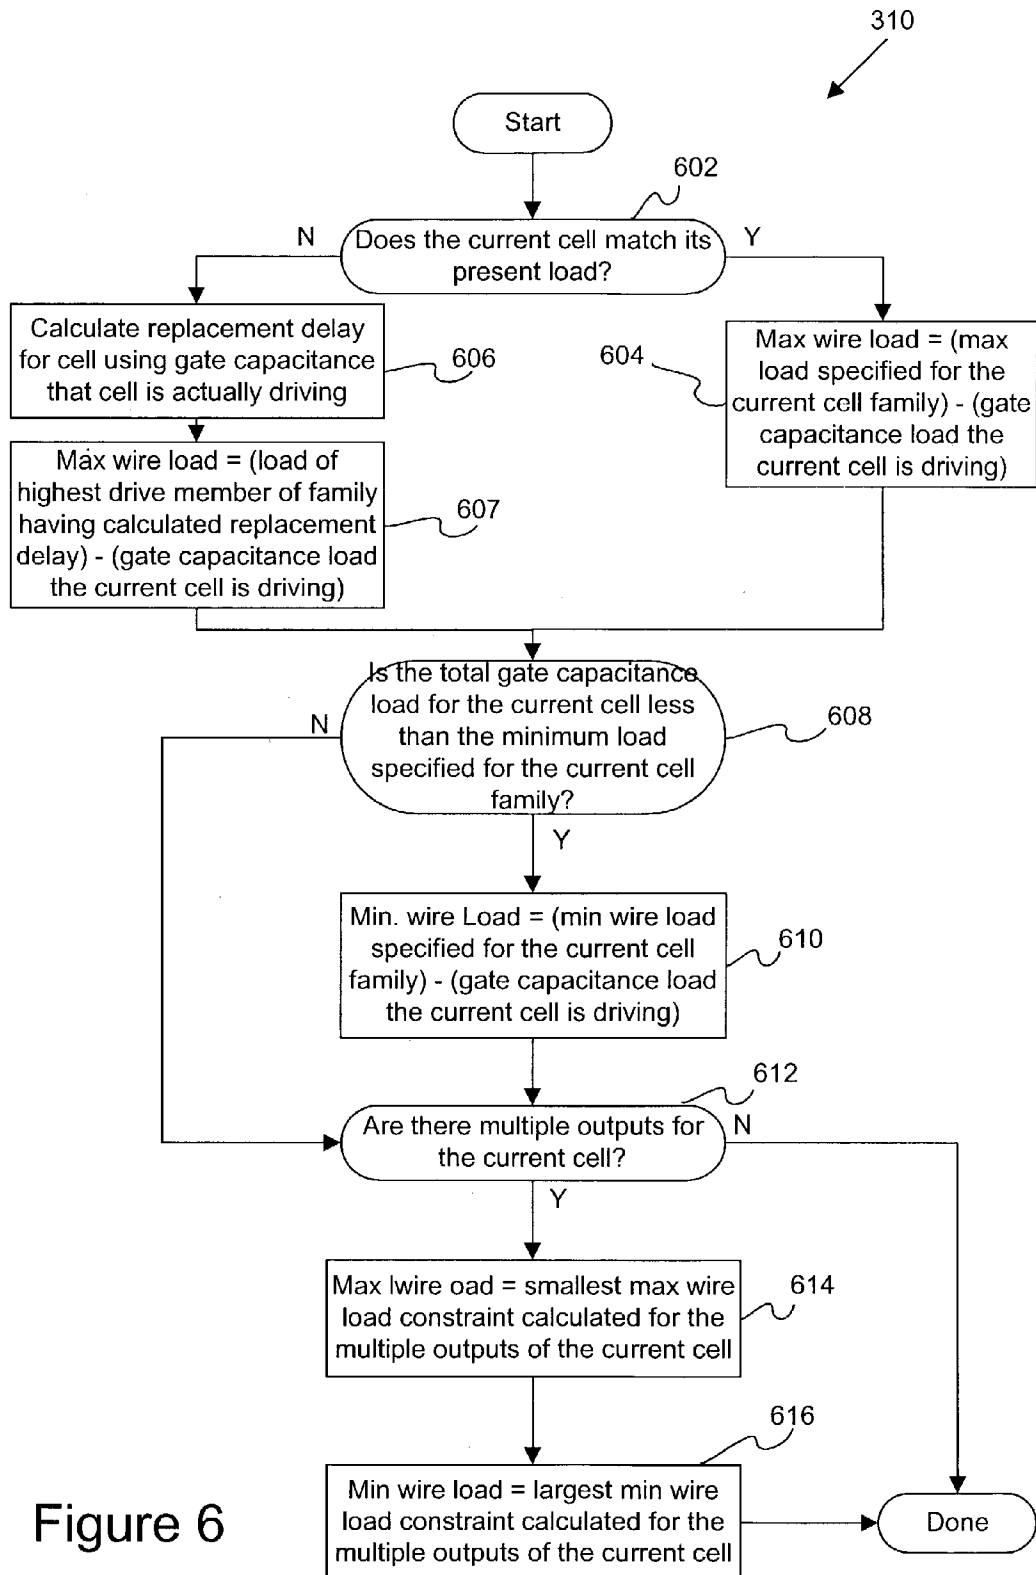 310
Start
602
N
Does the current cell match its
present load?
Y
Calculate replacement delay
for cell using gate capacitance
that cell is actually driving
606
604
Max wire load = (max
load specified for the
current cell family) - (gate
capacitance load the
current cell is driving)
Max wire load = (load of
highest drive member of family
having calculated replacement
delay) - (gate capacitance load
the current cell is driving)
607
Is the total gate capacitance
load for the current cell less
than the minimum load
specified for the current cell
family?
608
N
Y
Min. wire Load = (min wire load
specified for the current cell
family) - (gate capacitance load
the current cell is driving)
610
612
Are there multiple outputs for
the current cell?
N
Y
Max lwire oad = smallest max wire
load constraint calculated for the
multiple outputs of the current cell
614
616
Min wire load = largest min wire
load constraint calculated for the
multiple outputs of the current cell
Done
Figure 6